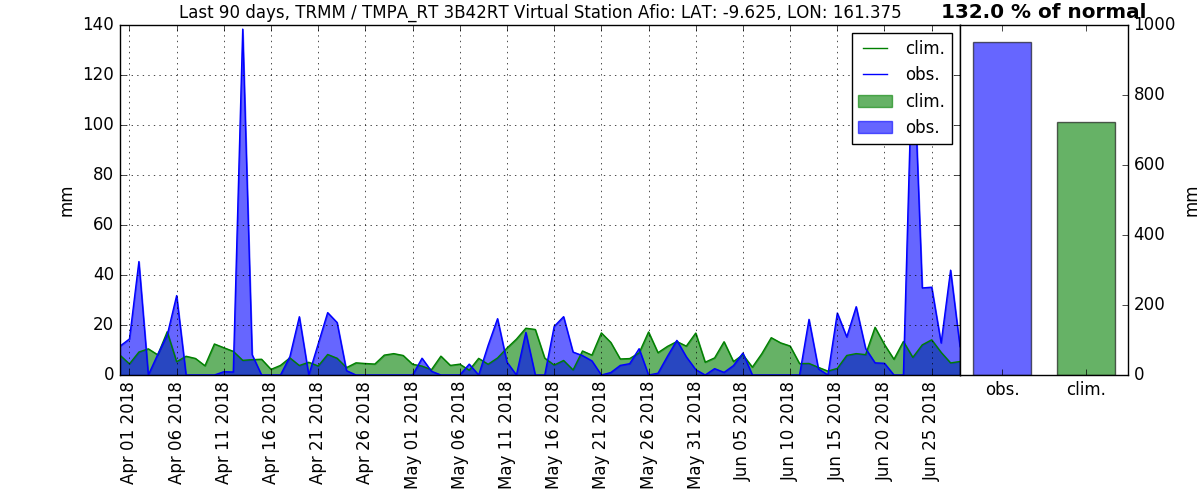 Last 90 days, TRMM / TMPA_RT 3B42RT Virtual Station Afio: LAT: -9.625, LON: 161.375
132.0 % of normal
140
120
100
80
60
40
20
0
mm
clim.
obs.
clim.
obs.
Apr 01 2018
Apr 06 2018
Apr 11 2018
Apr 16 2018
Apr 21 2018
Apr 26 2018
May 01 2018
May 06 2018
May 11 2018
May 16 2018
May 21 2018
May 26 2018
May 31 2018
Jun 05 2018
Jun 10 2018
Jun 15 2018
Jun 20 2018
Jun 25 2018
1000
800
600
400
200
0
mm
obs.
clim.